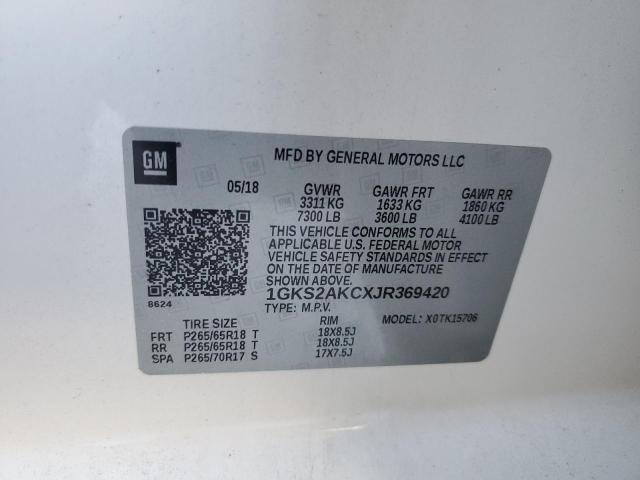 GM
MFD BY GENERAL MOTORS LLC
05/18 GVWR GAWR FRT GAWR RR
3311 KG 1633 KG 1860 KG
7300 LB 3600 LB 4100 LB
THIS VEHICLE CONFORMS TO ALL
APPLICABLE U.S. FEDERAL MOTOR
VEHICLE SAFETY STANDARDS IN EFFECT
ON THE DATE OF MANUFACTURE
SHOWN ABOVE.
1GKS2AKCXJR369420
8624
TYPE: M.P.V. MODEL: X0TK15706
TIRE SIZE RIM
FRT P265/65R18 T 18X8.5J
RR P265/65R18 T 18X8.5J
SPA P265/70R17 S 17X7.5J